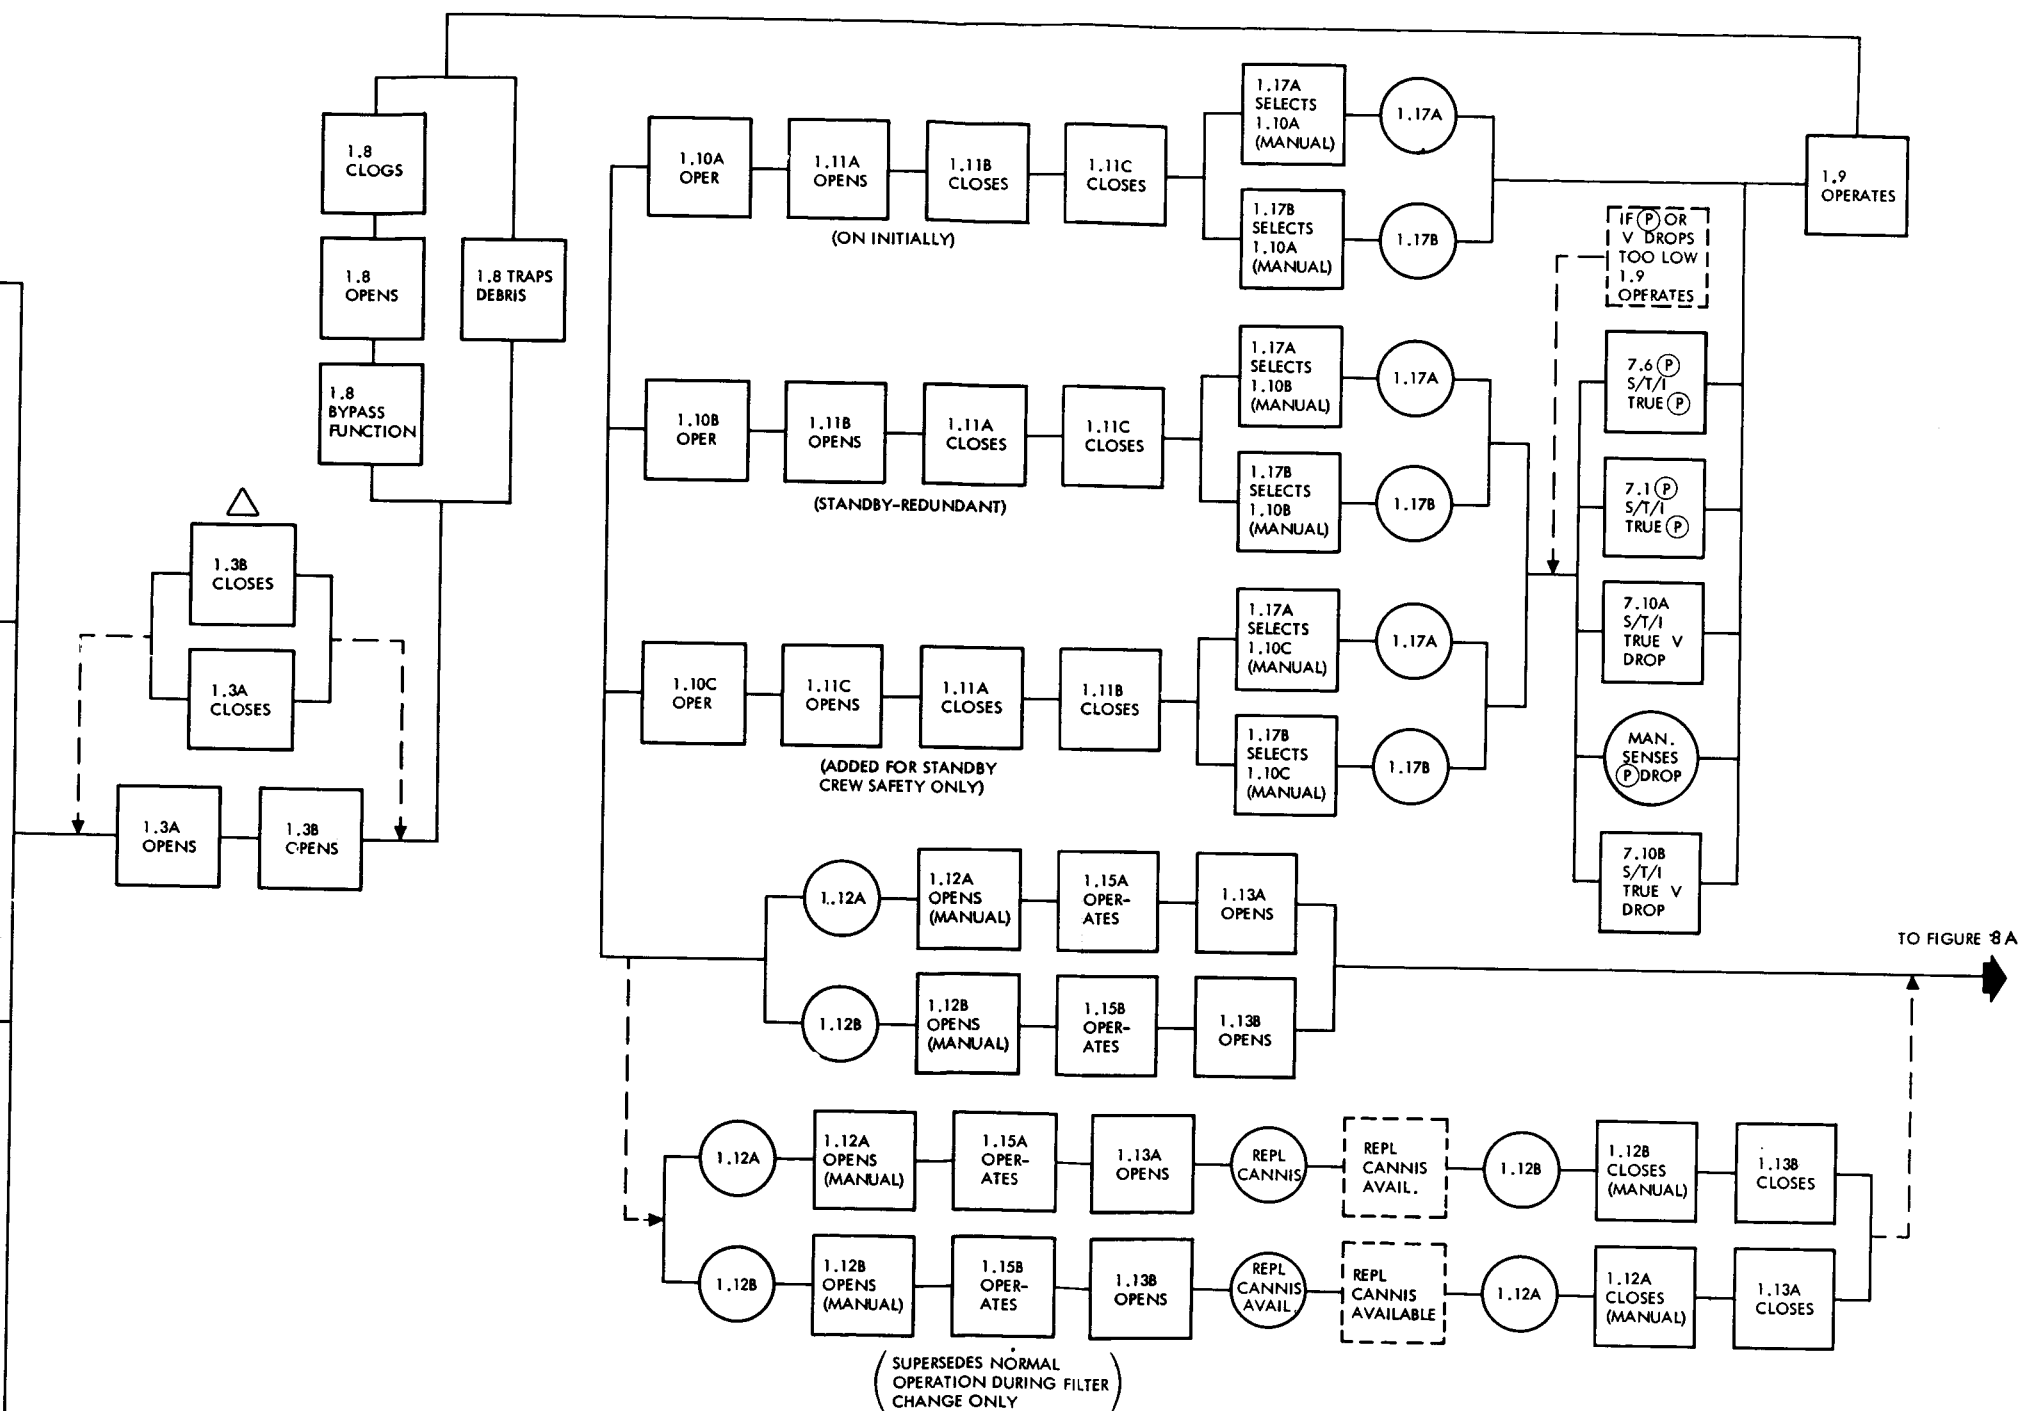 1.8
CLOGS
1.8
OPENS
1.8
BYPASS
FUNCTION
1.8 TRAPS
DEBRIS
1.3B
CLOSES
1.3A
CLOSES
1.3A
OPENS
1.3B
OPENS
1.10A
OPER
1.11A
OPENS
1.11B
CLOSES
1.11C
CLOSES
(ON INITIALLY)
1.17A
SELECTS
1.10A
(MANUAL)
1.17A
1.17B
SELECTS
1.10A
(MANUAL)
1.17B
1.9
OPERATES
IF P OR
V DROPS
TOO LOW
1.9
OPERATES
1.10B
OPER
1.11B
OPENS
1.11A
CLOSES
1.11C
CLOSES
(STANDBY-REDUNDANT)
1.17A
SELECTS
1.10B
(MANUAL)
1.17A
1.17B
SELECTS
1.10B
(MANUAL)
1.17B
7.6 P
S/T/I
TRUE P
7.1 P
S/T/I
TRUE P
7.10A
S/T/I
TRUE V
DROP
MAN.
SENSES
P DROP
7.10B
S/T/I
TRUE V
DROP
1.10C
OPER
1.11C
OPENS
1.11A
CLOSES
1.11B
CLOSES
(ADDED FOR STANDBY
CREW SAFETY ONLY)
1.17A
SELECTS
1.10C
(MANUAL)
1.17A
1.17B
SELECTS
1.10C
(MANUAL)
1.17B
1.12A
1.12A
OPENS
(MANUAL)
1.15A
OPER-
ATES
1.13A
OPENS
1.12B
1.12B
OPENS
(MANUAL)
1.15B
OPER-
ATES
1.13B
OPENS
TO FIGURE 8A
1.12A
1.12A
OPENS
(MANUAL)
1.15A
OPER-
ATES
1.13A
OPENS
REPL
CANNIS
REPL
CANNIS
AVAIL.
1.12B
1.12B
CLOSES
(MANUAL)
1.13B
CLOSES
1.12B
1.12B
OPENS
(MANUAL)
1.15B
OPER-
ATES
1.13B
OPENS
REPL
CANNIS
AVAIL.
REPL
CANNIS
AVAILABLE
1.12A
1.12A
CLOSES
(MANUAL)
1.13A
CLOSES
(SUPERSEDES NORMAL
OPERATION DURING FILTER
CHANGE ONLY)